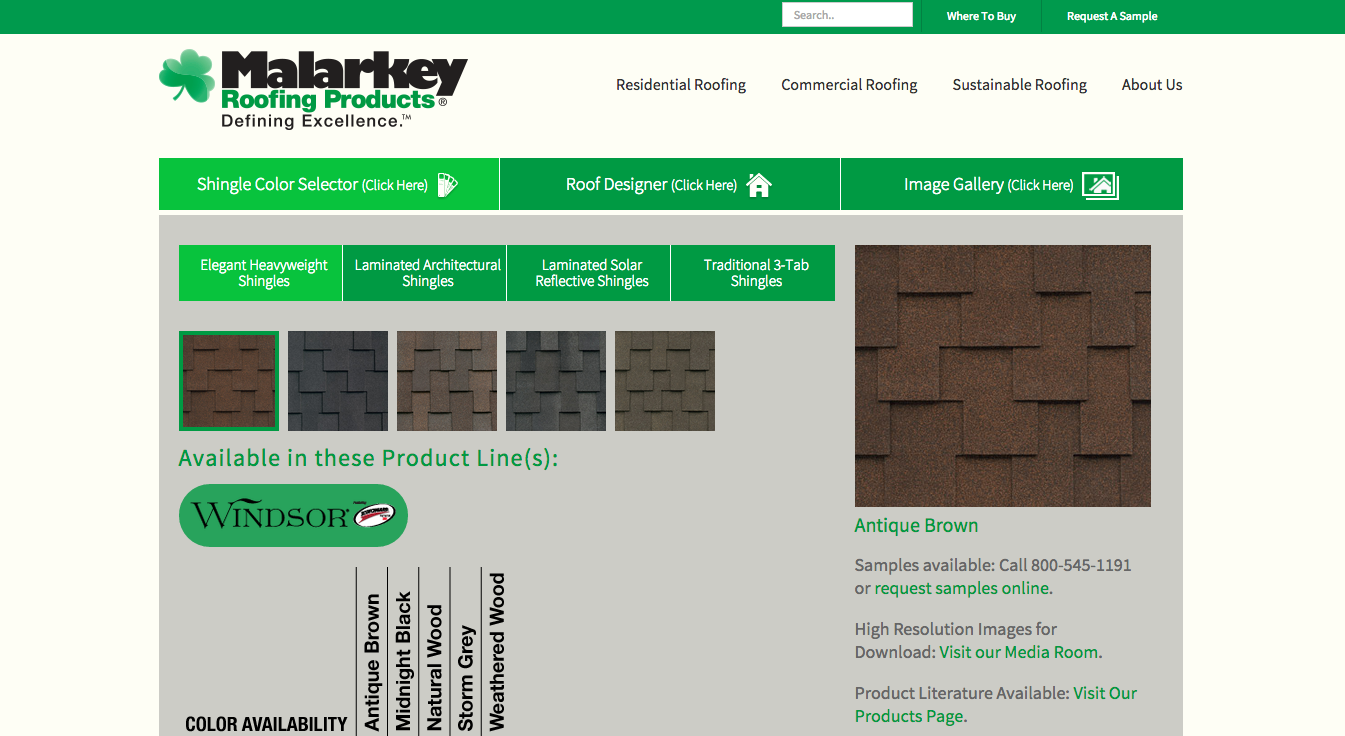 Search..
Where To Buy
Request A Sample
Malarkey
Roofing Products®
Defining Excellence.™
Residential Roofing
Commercial Roofing
Sustainable Roofing
About Us
Shingle Color Selector (Click Here)
Roof Designer (Click Here)
Image Gallery (Click Here)
Elegant Heavyweight
Shingles
Laminated Architectural
Shingles
Laminated Solar
Reflective Shingles
Traditional 3-Tab
Shingles
Available in these Product Line(s):
WINDSOR
Antique Brown
Samples available: Call 800-545-1191
or request samples online.
High Resolution Images for
Download: Visit our Media Room.
Product Literature Available: Visit Our
Products Page.
COLOR AVAILABILITY
Antique Brown
Midnight Black
Natural Wood
Storm Grey
Weathered Wood